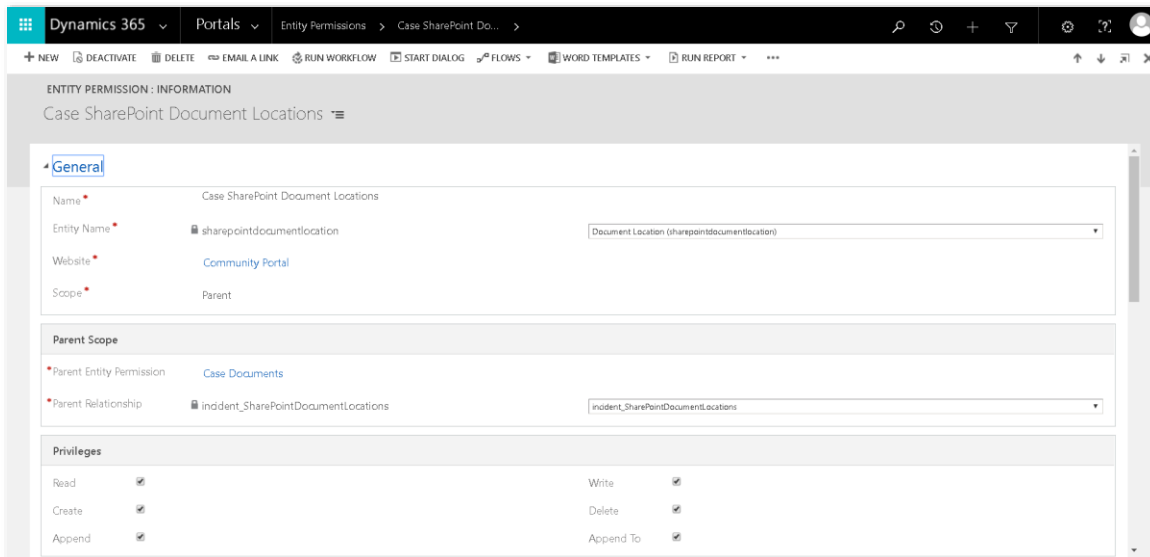 Dynamics 365 Portals Entity Permissions > Case SharePoint Do... >
NEW DEACTIVATE DELETE EMAIL A LINK RUN WORKFLOW START DIALOG FLOWS WORD TEMPLATES RUN REPORT ...
ENTITY PERMISSION : INFORMATION
Case SharePoint Document Locations
General
Name * Case SharePoint Document Locations
Entity Name * sharepointdocumentlocation Document Location (sharepointdocumentlocation)
Website * Community Portal
Scope * Parent
Parent Scope
* Parent Entity Permission Case Documents
* Parent Relationship incident_SharePointDocumentLocations incident_SharePointDocumentLocations
Privileges
Read Write
Create Delete
Append Append To